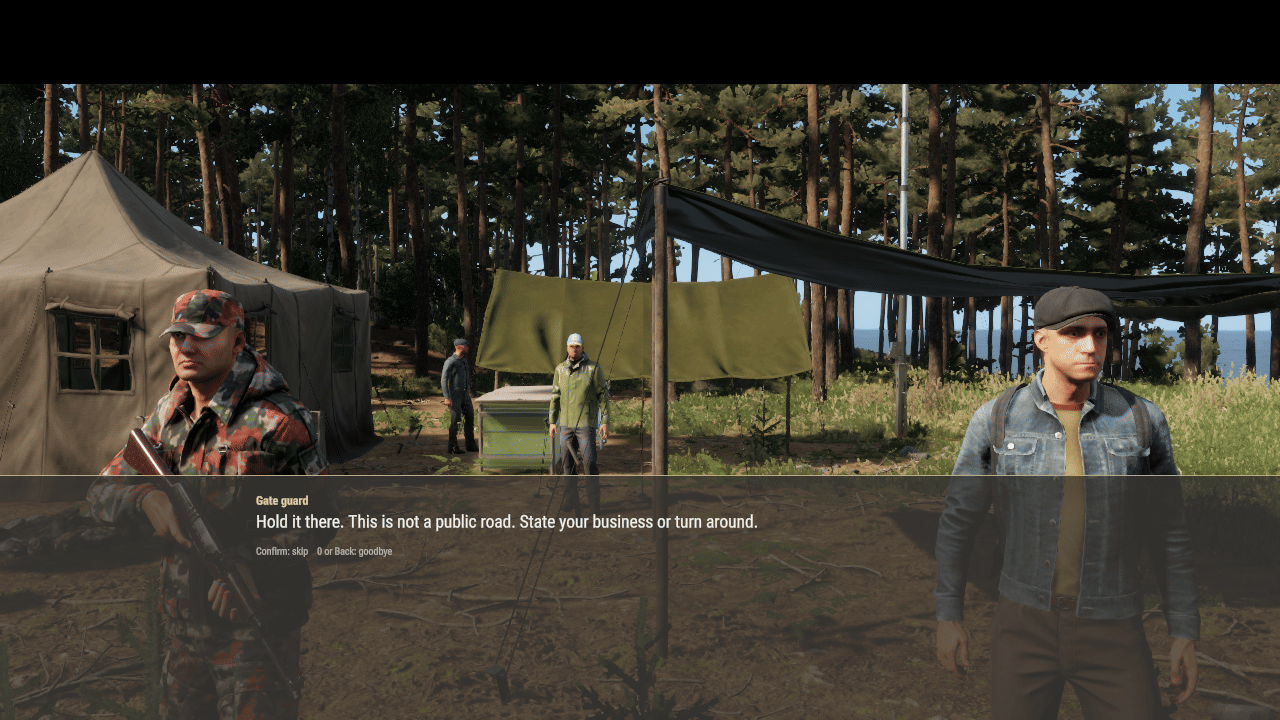 Gate guard
Hold it there. This is not a public road. State your business or turn around.
Confirm: skip    0 or Back: goodbye